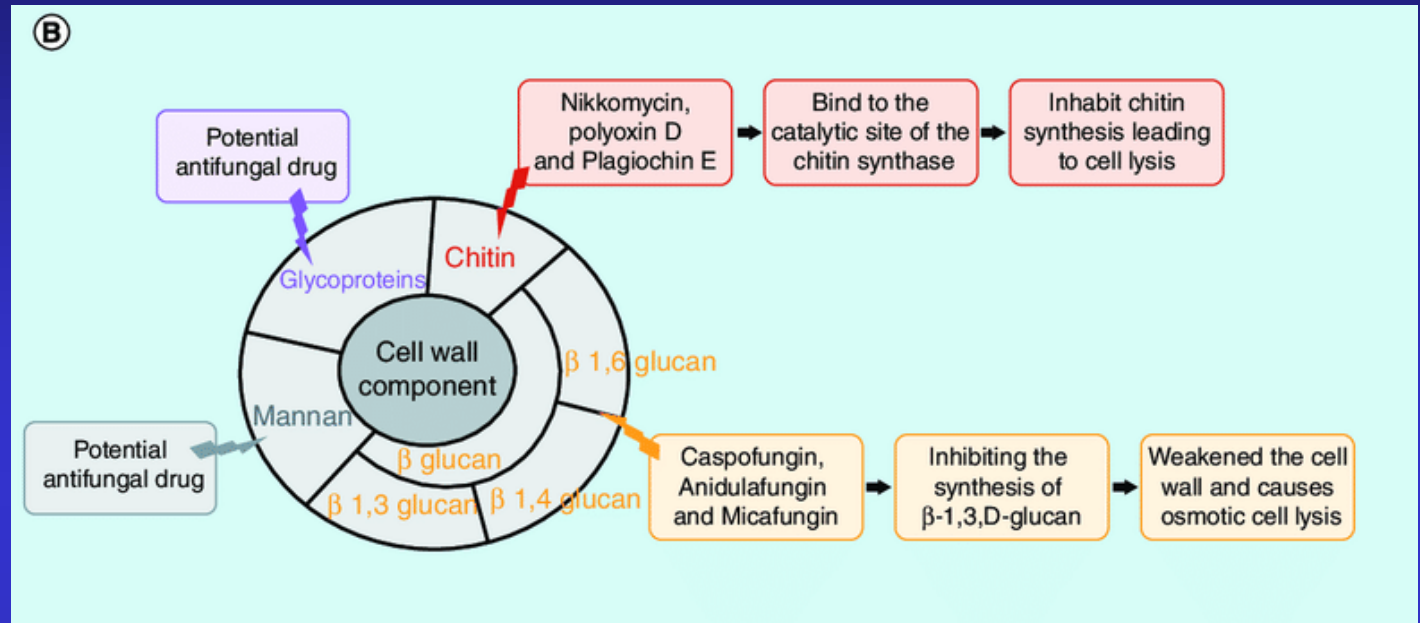 B
Potential
antifungal drug
Nikkomycin,
polyoxin D
and Plagiochin E
Bind to the
catalytic site of the
chitin synthase
Inhabit chitin
synthesis leading
to cell lysis
Chitin
Glycoproteins
Cell wall
component
β 1,6 glucan
Mannan
β glucan
β 1,3 glucan
β 1,4 glucan
Potential
antifungal drug
Caspofungin,
Anidulafungin
and Micafungin
Inhibiting the
synthesis of
β-1,3,D-glucan
Weakened the cell
wall and causes
osmotic cell lysis